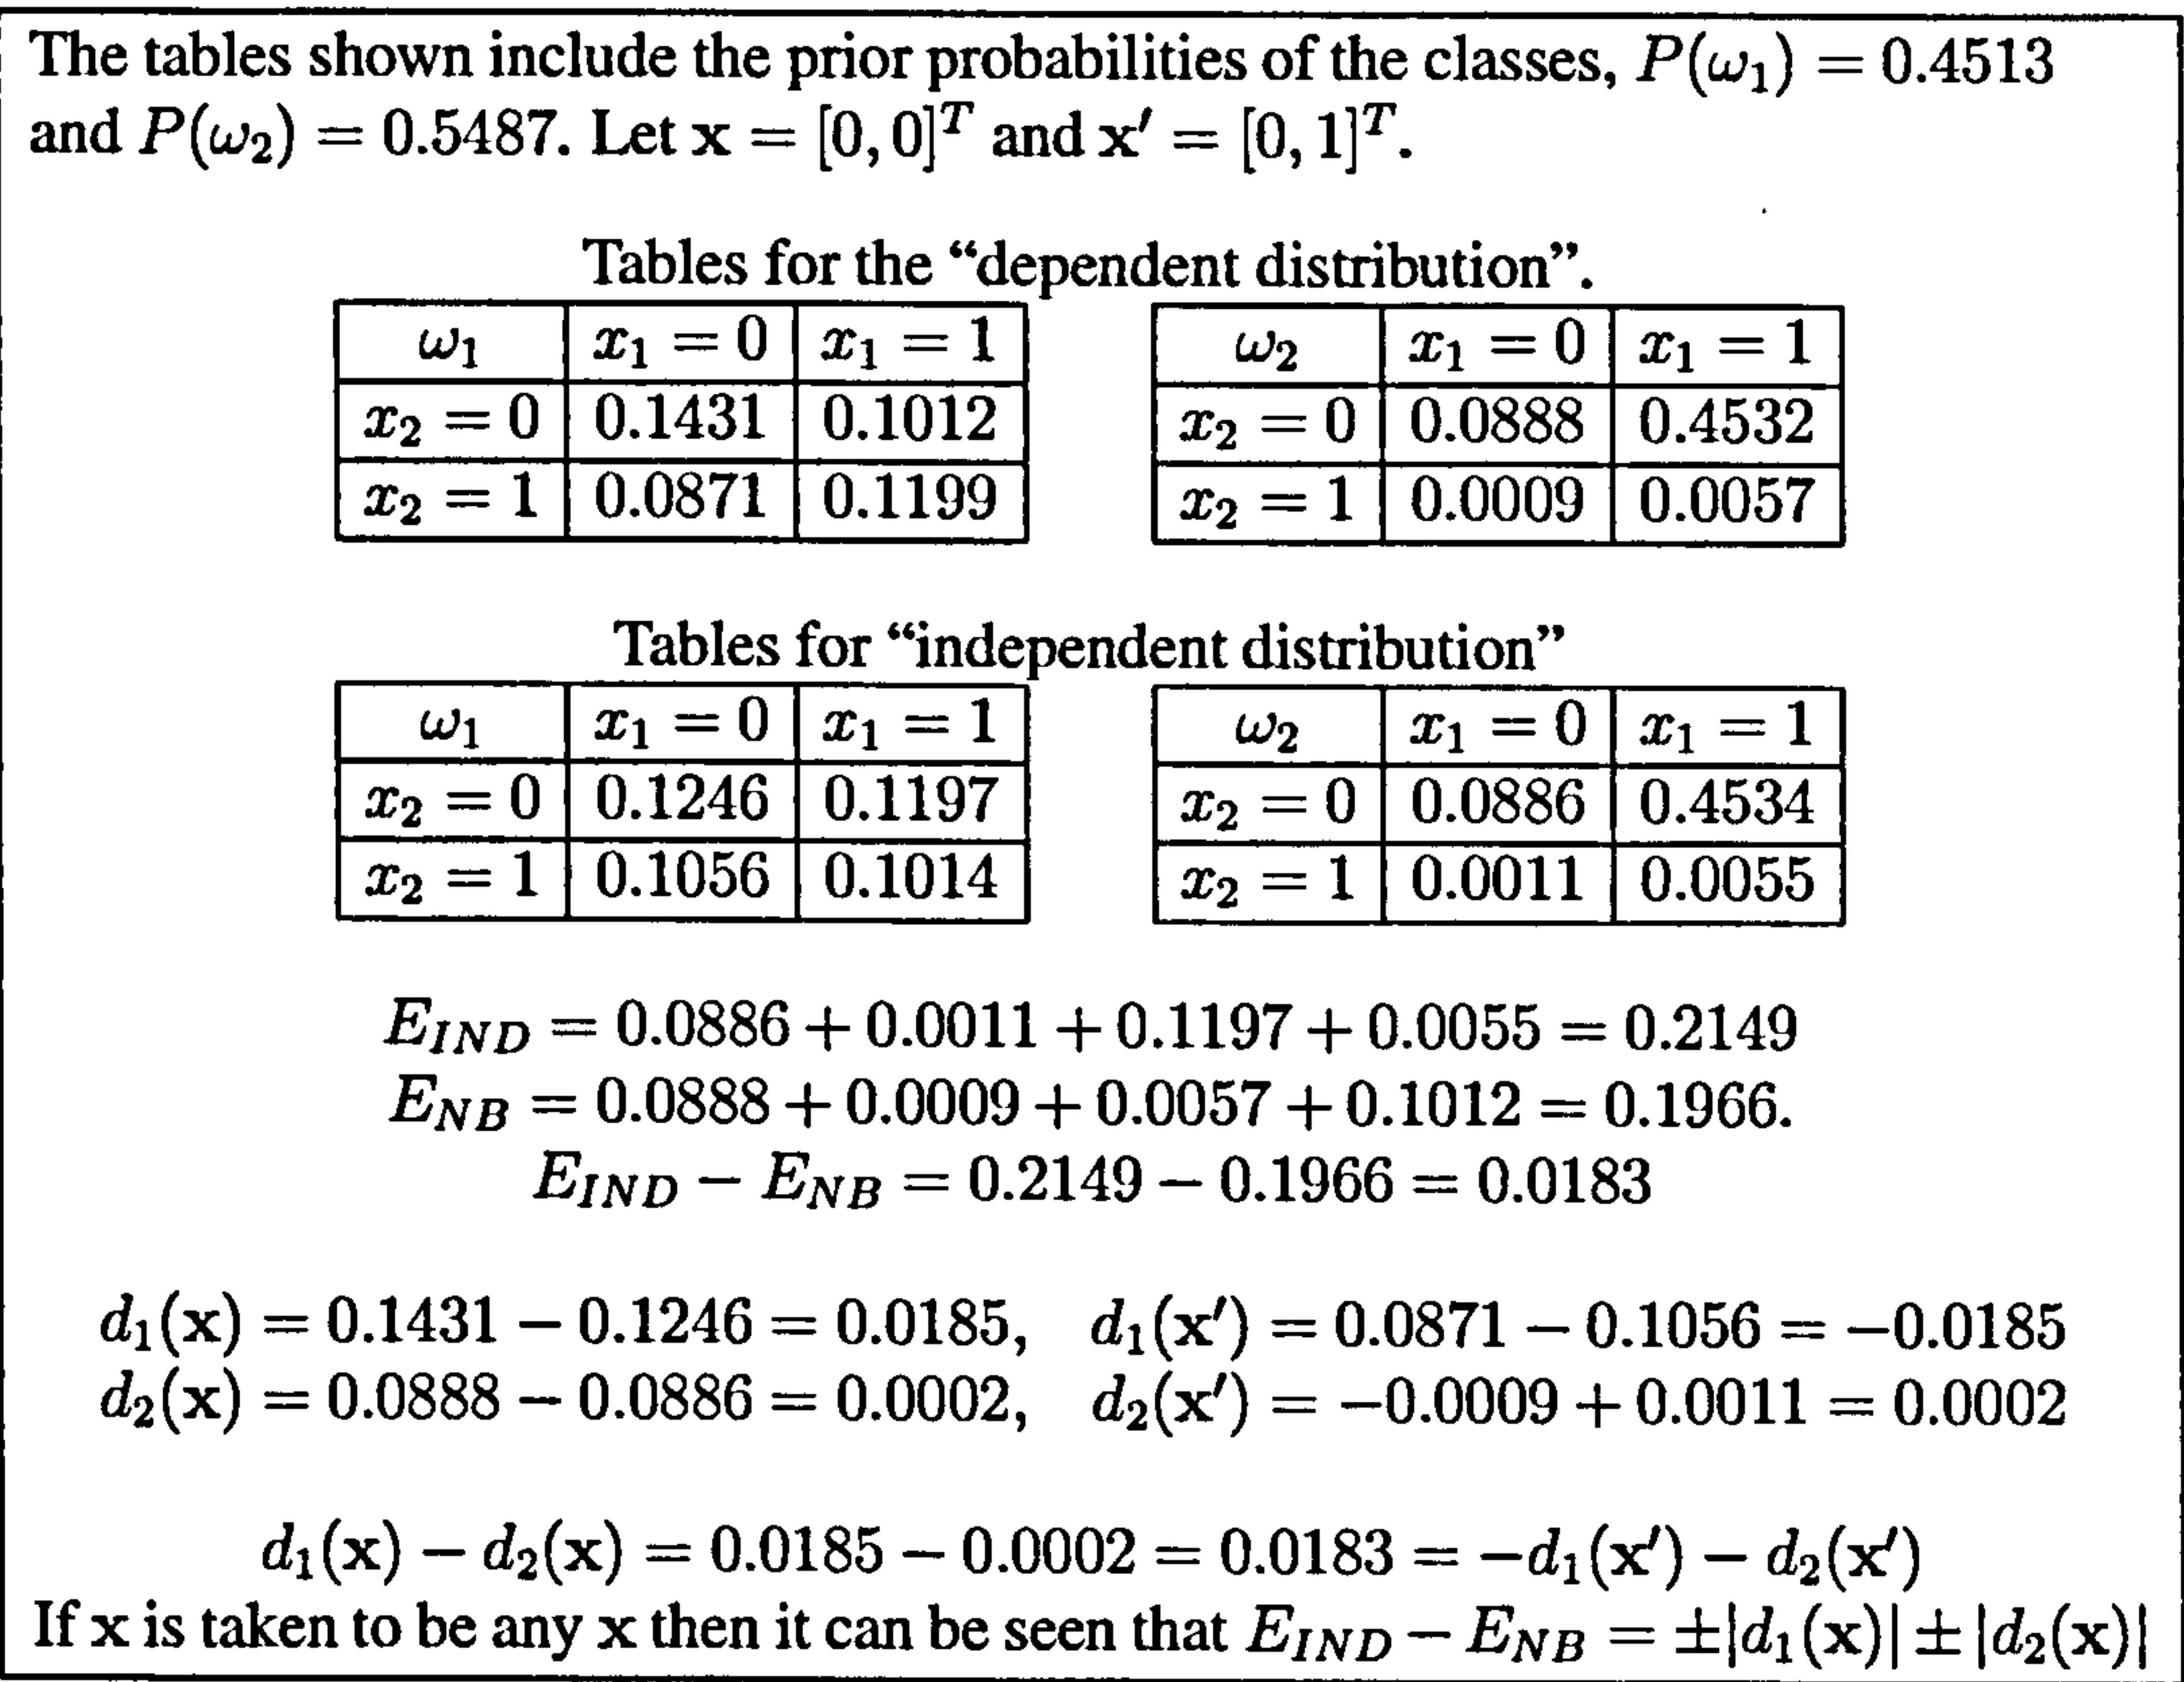 The tables shown include the prior probabilities of the classes, P(ω₁) = 0.4513
and P(ω₂) = 0.5487. Let x = [0, 0]ᵀ and x′ = [0, 1]ᵀ.
Tables for the “dependent distribution”.
ω₁ x₁ = 0 x₁ = 1 ω₂ x₁ = 0 x₁ = 1
x₂ = 0 0.1431 0.1012 x₂ = 0 0.0888 0.4532
x₂ = 1 0.0871 0.1199 x₂ = 1 0.0009 0.0057
Tables for “independent distribution”
ω₁ x₁ = 0 x₁ = 1 ω₂ x₁ = 0 x₁ = 1
x₂ = 0 0.1246 0.1197 x₂ = 0 0.0886 0.4534
x₂ = 1 0.1056 0.1014 x₂ = 1 0.0011 0.0055
E_IND = 0.0886 + 0.0011 + 0.1197 + 0.0055 = 0.2149
E_NB = 0.0888 + 0.0009 + 0.0057 + 0.1012 = 0.1966.
E_IND − E_NB = 0.2149 − 0.1966 = 0.0183
d₁(x) = 0.1431 − 0.1246 = 0.0185, d₁(x′) = 0.0871 − 0.1056 = −0.0185
d₂(x) = 0.0888 − 0.0886 = 0.0002, d₂(x′) = −0.0009 + 0.0011 = 0.0002
d₁(x) − d₂(x) = 0.0185 − 0.0002 = 0.0183 = −d₁(x′) − d₂(x′)
If x is taken to be any x then it can be seen that E_IND − E_NB = ±|d₁(x)| ± |d₂(x)|